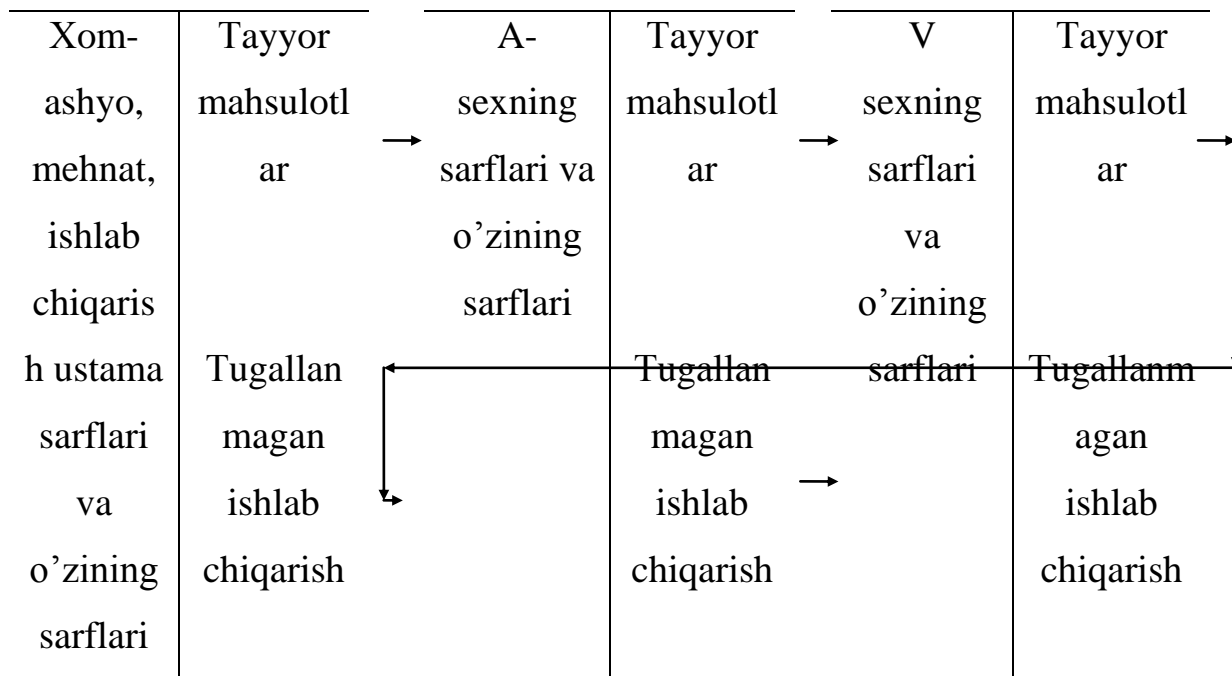 Xom-
ashyo,
mehnat,
ishlab
chiqaris
h ustama
sarflari
va
o’zining
sarflari
Tayyor
mahsulotl
ar
Tugallan
magan
ishlab
chiqarish
A-
sexning
sarflari va
o’zining
sarflari
Tayyor
mahsulotl
ar
Tugallan
magan
ishlab
chiqarish
V
sexning
sarflari
va
o’zining
sarflari
Tayyor
mahsulotl
ar
Tugallanm
agan
ishlab
chiqarish